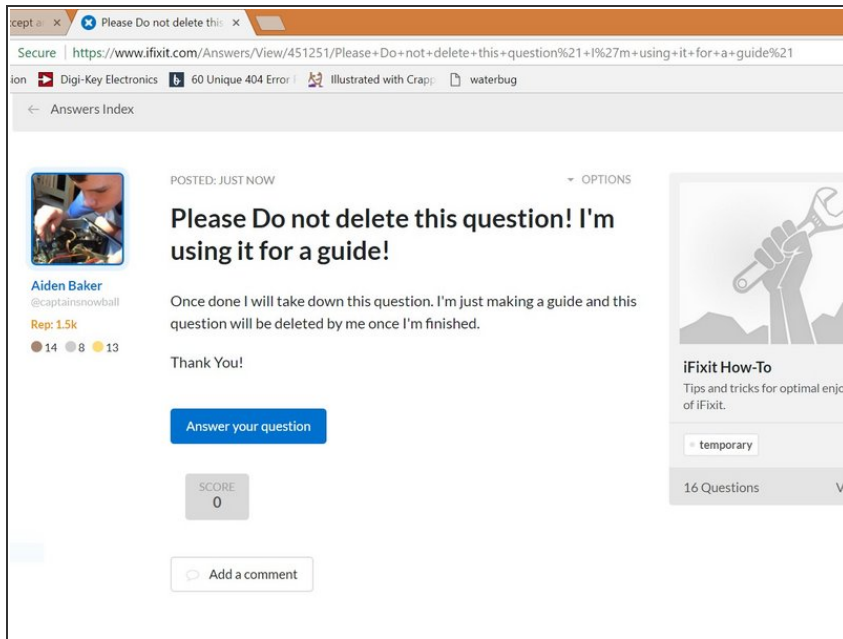 cept a
Please Do not delete this
Secure
https://www.ifixit.com/Answers/View/451251/Please+Do+not+delete+this+question%21+I%27m+using+it+for+a+guide%21
ion
Digi-Key Electronics
60 Unique 404 Error
Illustrated with Crapp
waterbug
← Answers Index
POSTED: JUST NOW
OPTIONS
Please Do not delete this question! I'm
using it for a guide!
Aiden Baker
@captainsnowball
Rep: 1.5k
14 8 13
Once done I will take down this question. I'm just making a guide and this
question will be deleted by me once I'm finished.
Thank You!
Answer your question
SCORE
0
Add a comment
iFixit How-To
Tips and tricks for optimal enjo
of iFixit.
temporary
16 Questions
V